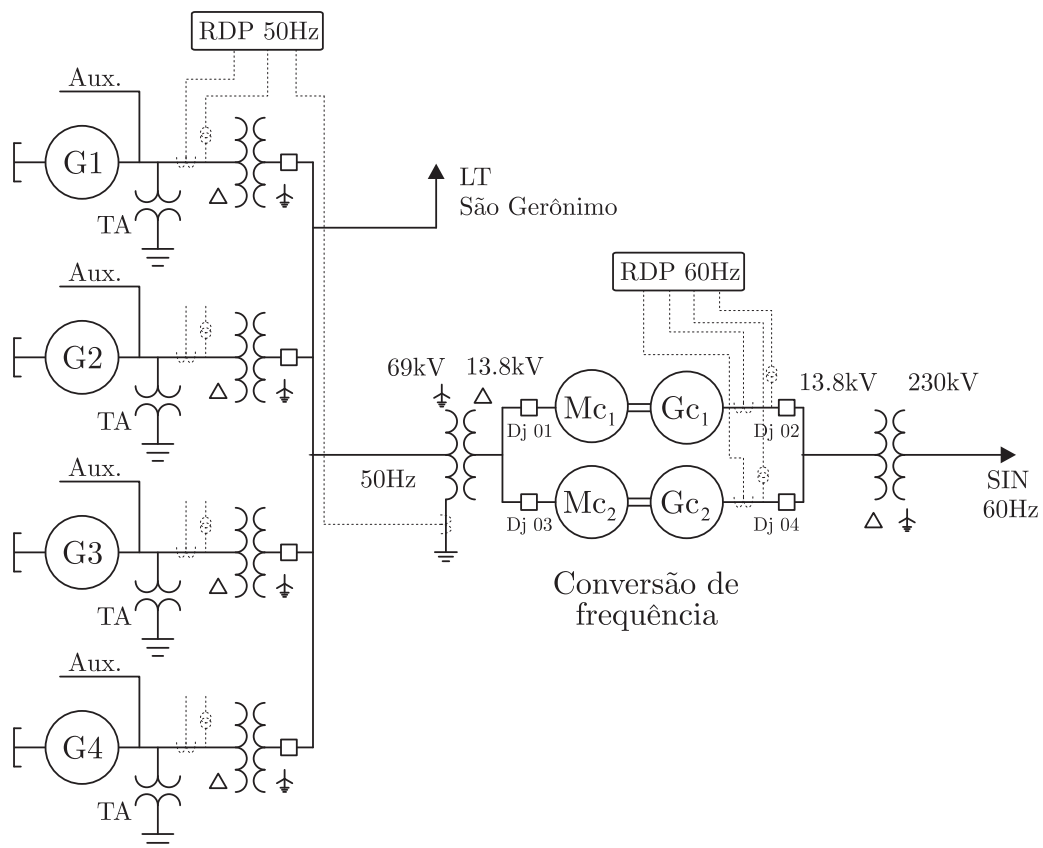 RDP 50Hz
Aux.
G1
TA
LT
São Gerônimo
RDP 60Hz
Aux.
G2
TA
69kV
13.8kV
Mc1
Gc1
13.8kV
230kV
Dj 01
Dj 02
50Hz
SIN
60Hz
Mc2
Gc2
Dj 03
Dj 04
Aux.
G3
TA
Conversão de
frequência
Aux.
G4
TA